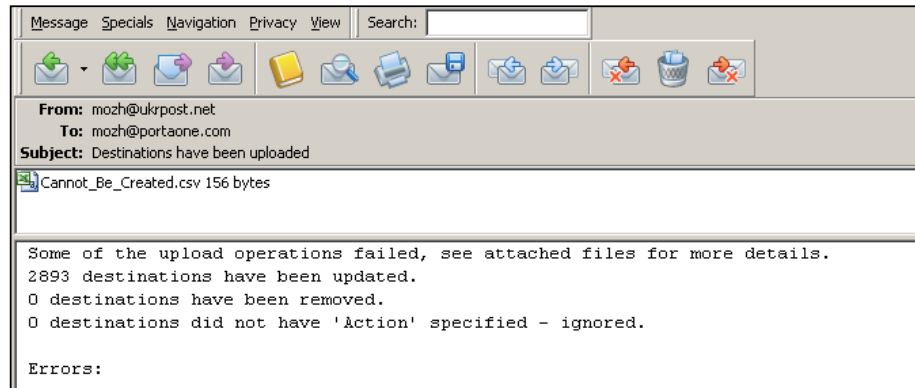 Message Specials Navigation Privacy View Search:
From: mozh@ukrpost.net
To: mozh@portaone.com
Subject: Destinations have been uploaded
Cannot_Be_Created.csv 156 bytes
Some of the upload operations failed, see attached files for more details.
2893 destinations have been updated.
0 destinations have been removed.
0 destinations did not have 'Action' specified - ignored.
Errors: